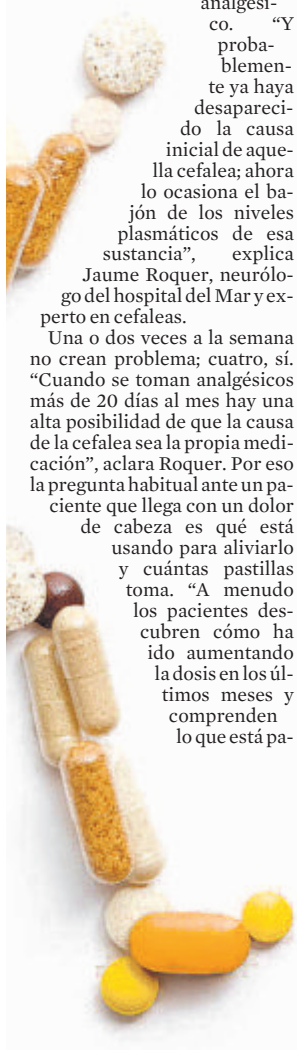 analgési-
co. “Y
proba-
blemen-
te ya haya
desapareci-
do la causa
inicial de aque-
lla cefalea; ahora
lo ocasiona el ba-
jón de los niveles
plasmáticos de esa
sustancia”, explica
Jaume Roquer, neurólo-
go del hospital del Mar y ex-
perto en cefaleas.
Una o dos veces a la semana
no crean problema; cuatro, sí.
“Cuando se toman analgésicos
más de 20 días al mes hay una
alta posibilidad de que la causa
de la cefalea sea la propia medi-
cación”, aclara Roquer. Por eso
la pregunta habitual ante un pa-
ciente que llega con un dolor
de cabeza es qué está
usando para aliviarlo
y cuántas pastillas
toma. “A menudo
los pacientes des-
cubren cómo ha
ido aumentando
la dosis en los úl-
timos meses y
comprenden
lo que está pa-